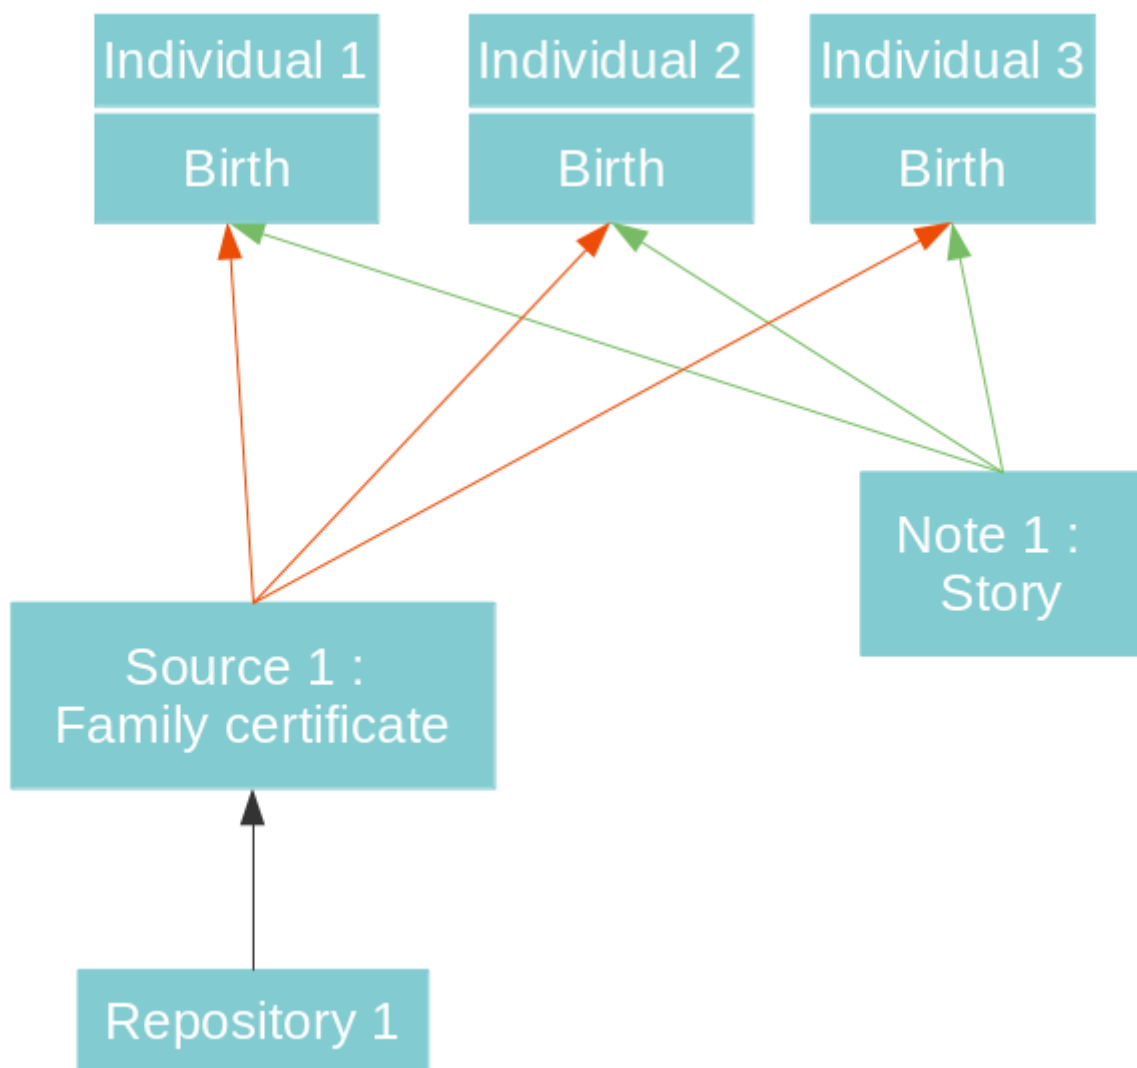 Individual 1
Individual 2
Individual 3
Birth
Birth
Birth
Note 1 :
Story
Source 1 :
Family certificate
Repository 1